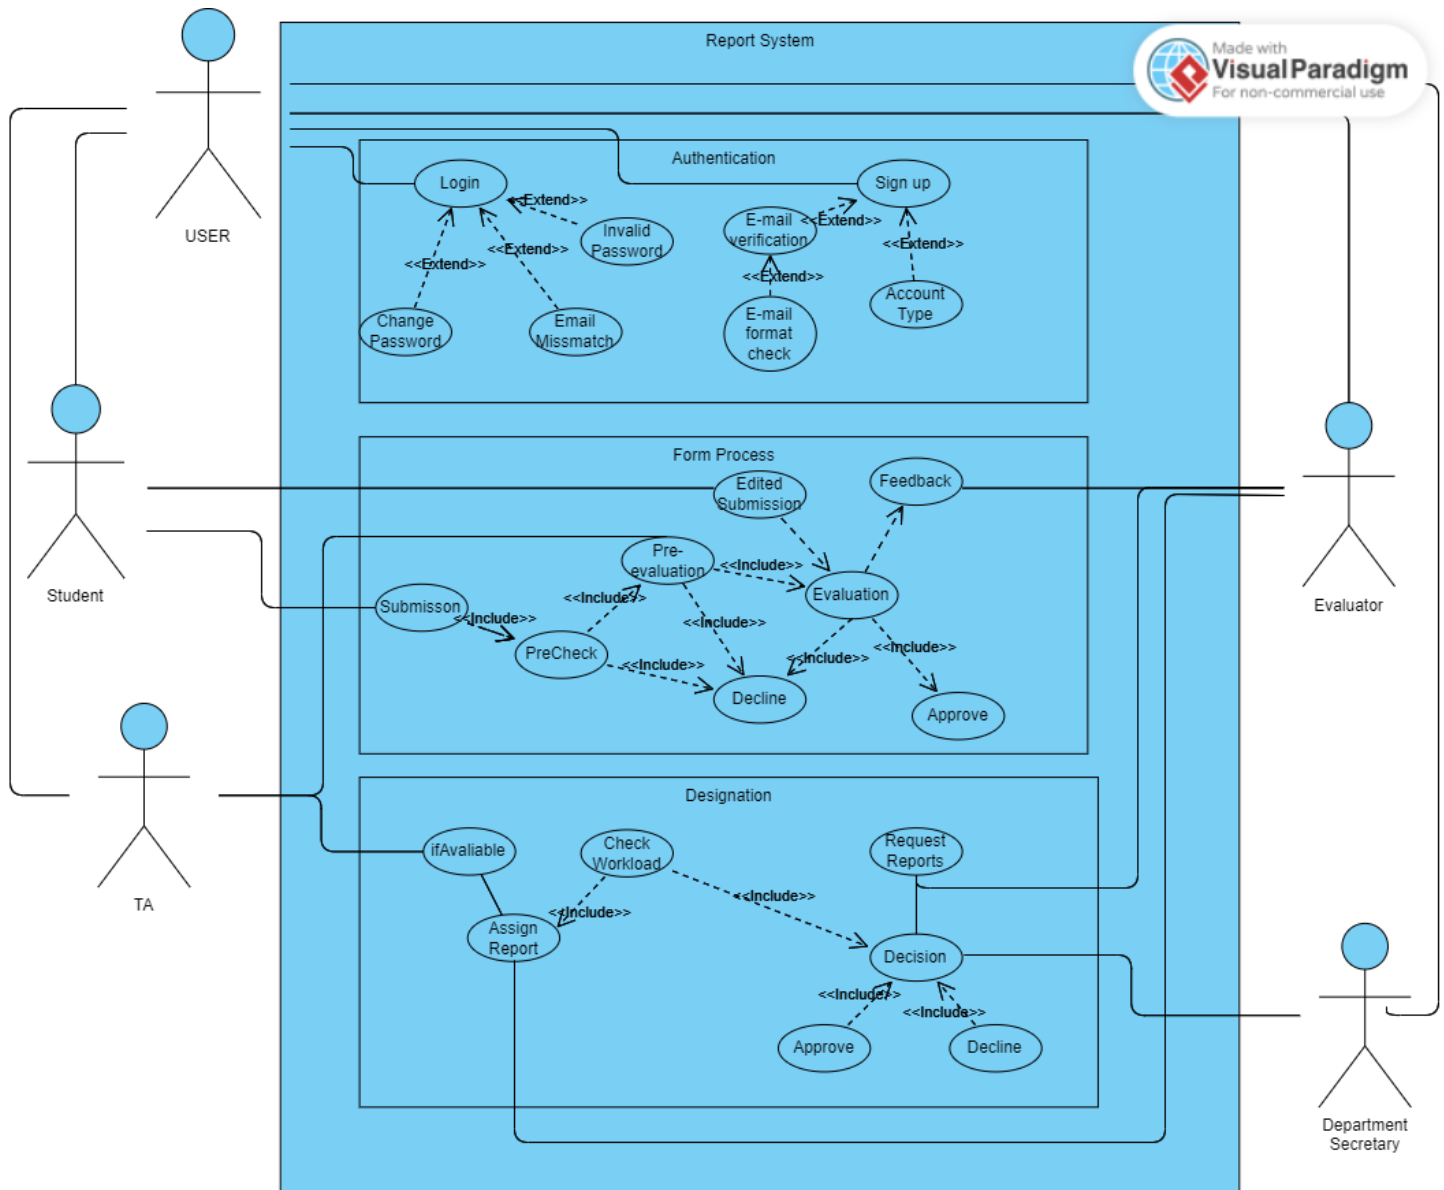 Report System
Made with
Visual Paradigm
For non-commercial use
USER
Authentication
Login
Sign up
<<Extend>>
Invalid
Password
E-mail
verification
<<Extend>>
<<Extend>>
<<Extend>>
<<Extend>>
<<Extend>>
Change
Password
Email
Missmatch
E-mail
format
check
Account
Type
Student
Evaluator
Form Process
Edited
Submission
Feedback
Pre-
evaluation
<<Include>>
Evaluation
Submisson
<<Include>>
<<Include>>
<<Include>>
PreCheck
<<Include>>
<<Include>>
<<Include>>
Decline
Approve
TA
Designation
ifAvaliable
Check
Workload
Request
Reports
<<Include>>
<<Include>>
Assign
Report
Decision
<<Include>>
<<Include>>
Approve
Decline
Department
Secretary